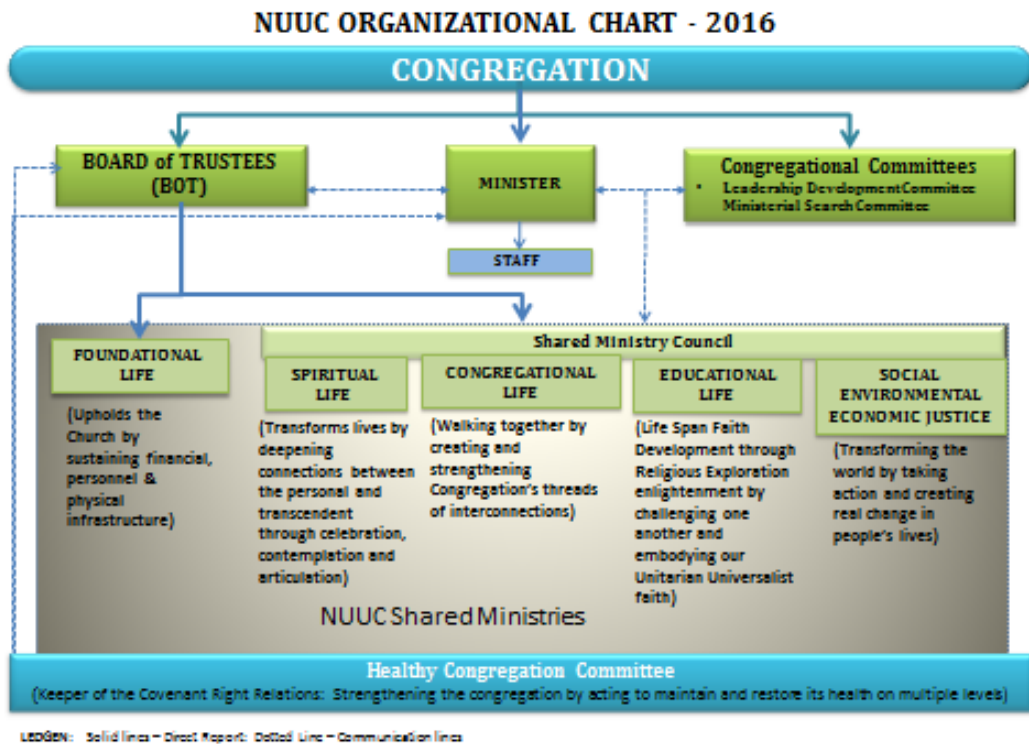 NUUC ORGANIZATIONAL CHART - 2016
CONGREGATION
BOARD of TRUSTEES
(BOT)
MINISTER
Congregational Committees
• Leadership Development Committee
Ministerial Search Committee
STAFF
Shared Ministry Council
FOUNDATIONAL
LIFE
(Upholds the
Church by
sustaining financial,
personnel &
physical
infrastructure)
SPIRITUAL
LIFE
(Transforms lives by
deepening
connections between
the personal and
transcendent
through celebration,
contemplation and
articulation)
CONGREGATIONAL
LIFE
(Walking together by
creating and
strengthening
Congregation's threads
of interconnections)
EDUCATIONAL
LIFE
(Life Span Faith
Development through
Religious Exploration
enlightenment by
challenging one
another and
embodying our
Unitarian Universalist
faith)
SOCIAL
ENVIRONMENTAL
ECONOMIC JUSTICE
(Transforming the
world by taking
action and creating
real change in
people's lives)
NUUC Shared Ministries
Healthy Congregation Committee
(Keeper of the Covenant Right Relations: Strengthening the congregation by acting to maintain and restore its health on multiple levels)
LEDGEN: Solid lines – Direct Report: Dotted Line – Communication lines